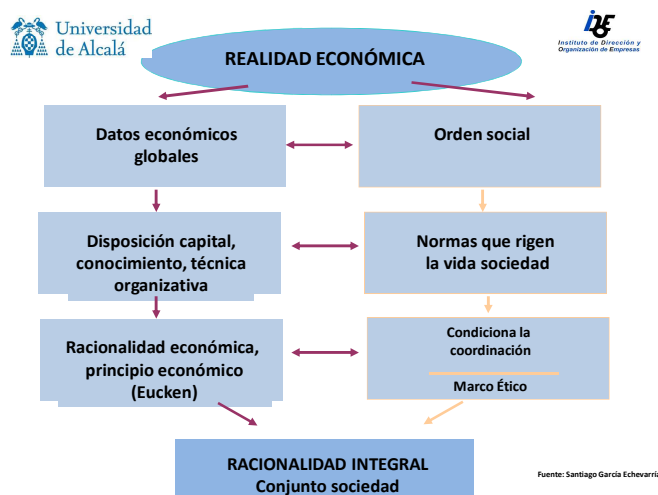 Universidad
de Alcalá
IDOE
Instituto de Dirección y
Organización de Empresas
REALIDAD ECONÓMICA
Datos económicos
globales
Orden social
Disposición capital,
conocimiento, técnica
organizativa
Normas que rigen
la vida sociedad
Racionalidad económica,
principio económico
(Eucken)
Condiciona la
coordinación
Marco Ético
RACIONALIDAD INTEGRAL
Conjunto sociedad
Fuente: Santiago García Echevarría